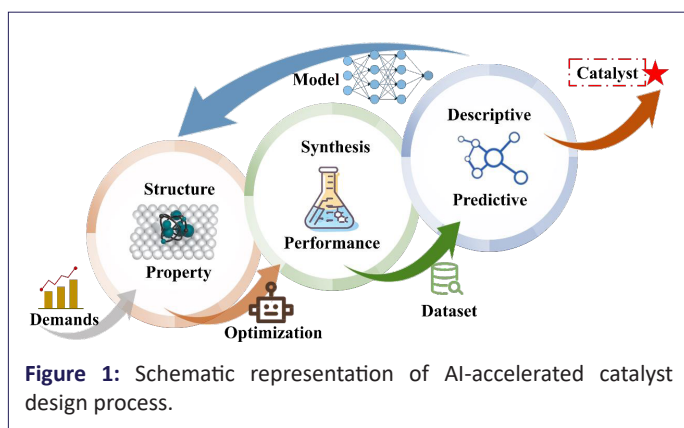 Model
Catalyst
Descriptive
Predictive
Synthesis
Performance
Structure
Property
Demands
Optimization
Dataset
Figure 1: Schematic representation of AI-accelerated catalyst
design process.